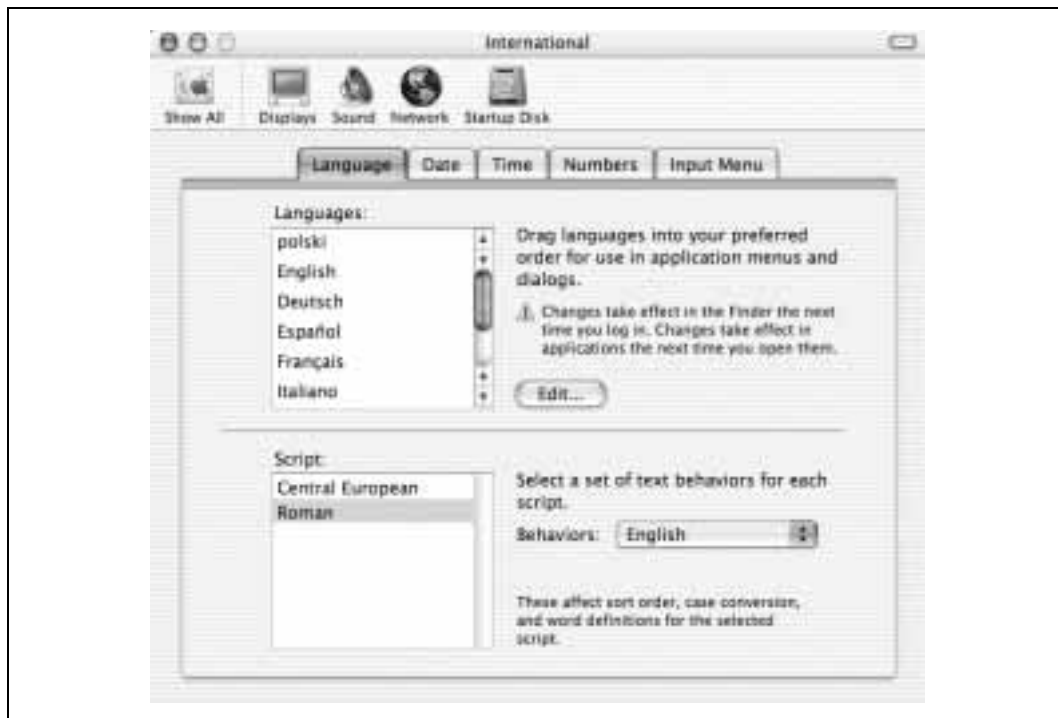 International
Show All
Displays
Sound
Network
Startup Disk
Language
Date
Time
Numbers
Input Menu
Languages:
polski
English
Deutsch
Español
Français
Italiano
Drag languages into your preferred
order for use in application menus and
dialogs.
Changes take effect in the Finder the next
time you log in. Changes take effect in
applications the next time you open them.
Edit...
Script:
Central European
Roman
Select a set of text behaviors for each
script.
Behaviors:
English
These affect sort order, case conversion,
and word definitions for the selected
script.